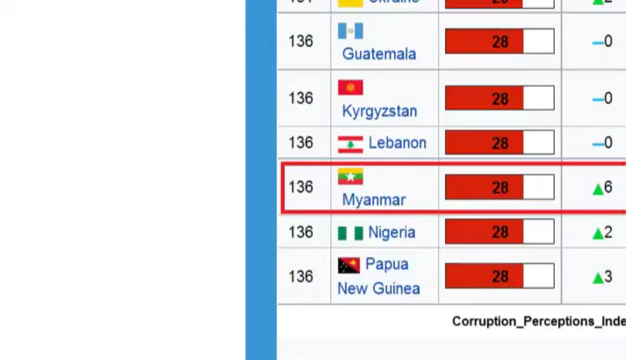 Guatemala
136 28 –0
136 28 –0
Kyrgyzstan
136 Lebanon 28 –0
136 28 ▲6
Myanmar
136 Nigeria 28 ▲2
136 Papua New Guinea 28 ▲3
Corruption_Perceptions_Inde